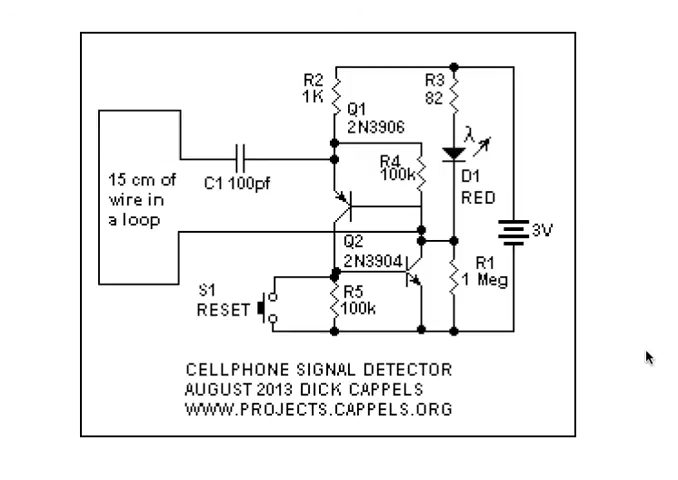 R2
1K
R3
82
Q1
2N3906
λ
R4
100k
15 cm of
wire in
a loop
C1 100pf
D1
RED
3V
Q2
2N3904
R1
1 Meg
S1
RESET
R5
100k
CELLPHONE SIGNAL DETECTOR
AUGUST 2013 DICK CAPPELS
WWW.PROJECTS.CAPPELS.ORG